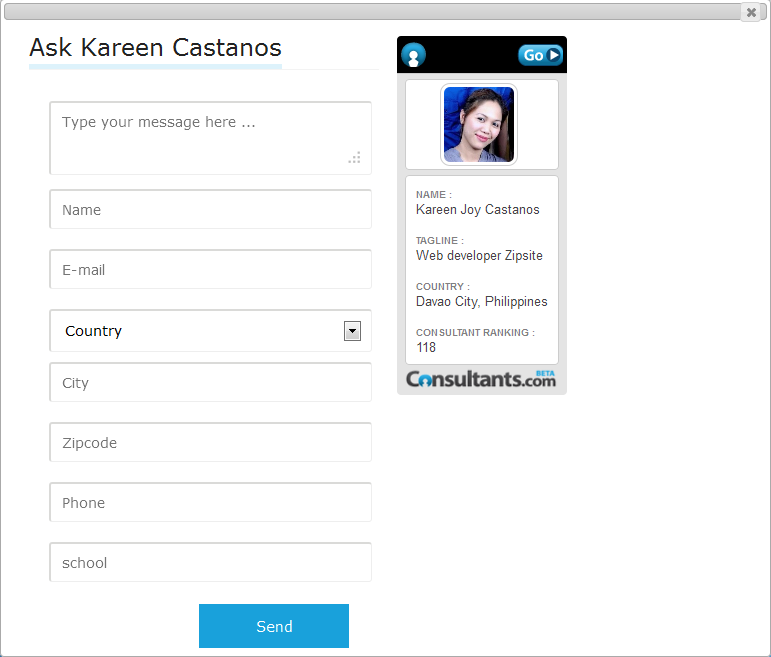 Ask Kareen Castanos
Type your message here ...
Name
E-mail
Country
City
Zipcode
Phone
school
Send
Go
NAME :
Kareen Joy Castanos
TAGLINE :
Web developer Zipsite
COUNTRY :
Davao City, Philippines
CONSULTANT RANKING :
118
BETA
Consultants.com